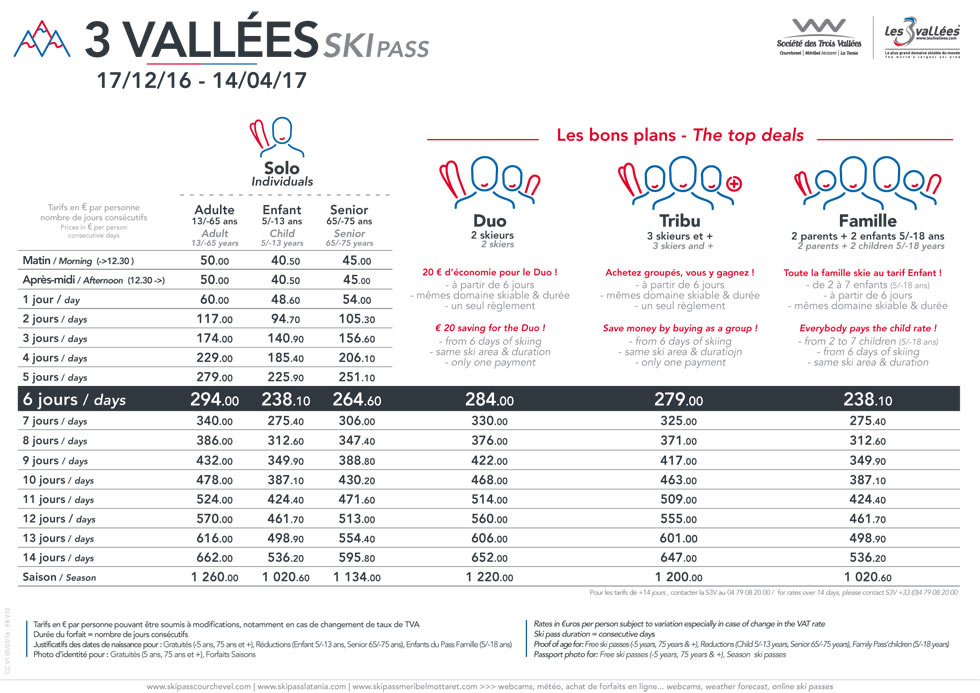 3 VALLÉES SKI PASS
17/12/16 - 14/04/17
Société des Trois Vallées
Courchevel | Méribel Mottaret | La Tania
Les 3 vallées
www.les3vallees.com
Le plus grand domaine skiable du monde
The world's largest ski area
Les bons plans - The top deals
Solo
Individuals
Tarifs en € par personne
nombre de jours consécutifs
Prices in € per person
consecutive days
Adulte
13/-65 ans
Adult
13/-65 years
Enfant
5/-13 ans
Child
5/-13 years
Senior
65/-75 ans
Senior
65/-75 years
Duo
2 skieurs
2 skiers
Tribu
3 skieurs et +
3 skiers and +
Famille
2 parents + 2 enfants 5/-18 ans
2 parents + 2 children 5/-18 years
20 € d'économie pour le Duo !
- à partir de 6 jours
- mêmes domaine skiable & durée
- un seul règlement
€ 20 saving for the Duo !
- from 6 days of skiing
- same ski area & duration
- only one payment
Achetez groupés, vous y gagnez !
- à partir de 6 jours
- mêmes domaine skiable & durée
- un seul règlement
Save money by buying as a group !
- from 6 days of skiing
- same ski area & duratiojn
- only one payment
Toute la famille skie au tarif Enfant !
- de 2 à 7 enfants (5/-18 ans)
- à partir de 6 jours
- mêmes domaine skiable & durée
Everybody pays the child rate !
- from 2 to 7 children (5/-18 ans)
- from 6 days of skiing
- same ski area & duration
Matin / Morning (->12.30 ) 50.00 40.50 45.00
Après-midi / Afternoon (12.30 ->) 50.00 40.50 45.00
1 jour / day 60.00 48.60 54.00
2 jours / days 117.00 94.70 105.30
3 jours / days 174.00 140.90 156.60
4 jours / days 229.00 185.40 206.10
5 jours / days 279.00 225.90 251.10
6 jours / days 294.00 238.10 264.60 284.00 279.00 238.10
7 jours / days 340.00 275.40 306.00 330.00 325.00 275.40
8 jours / days 386.00 312.60 347.40 376.00 371.00 312.60
9 jours / days 432.00 349.90 388.80 422.00 417.00 349.90
10 jours / days 478.00 387.10 430.20 468.00 463.00 387.10
11 jours / days 524.00 424.40 471.60 514.00 509.00 424.40
12 jours / days 570.00 461.70 513.00 560.00 555.00 461.70
13 jours / days 616.00 498.90 554.40 606.00 601.00 498.90
14 jours / days 662.00 536.20 595.80 652.00 647.00 536.20
Saison / Season 1 260.00 1 020.60 1 134.00 1 220.00 1 200.00 1 020.60
Pour les tarifs de +14 jours , contacter la S3V au 04 79 08 20 00 / for rates over 14 days, please contact S3V +33 (0)4 79 08 20 00
CC V1 05/03/16 - EB V10
Tarifs en € par personne pouvant être soumis à modifications, notamment en cas de changement de taux de TVA
Durée du forfait = nombre de jours consécutifs
Justificatifs des dates de naissance pour : Gratuités (-5 ans, 75 ans et +), Réductions (Enfant 5/-13 ans, Senior 65/-75 ans), Enfants du Pass Famille (5/-18 ans)
Photo d'identité pour : Gratuités (5 ans, 75 ans et +), Forfaits Saisons
Rates in €uros per person subject to variation especially in case of change in the VAT rate
Ski pass duration = consecutive days
Proof of age for: Free ski passes (-5 years, 75 years & +), Reductions (Child 5/-13 years, Senior 65/-75 years), Family Pass'children (5/-18 years)
Passport photo for: Free ski passes (-5 years, 75 years & +), Season ski passes
www.skipasscourchevel.com | www.skipasslatania.com | www.skipassmeribelmottaret.com >>> webcams, météo, achat de forfaits en ligne... webcams, weather forecast, online ski passes